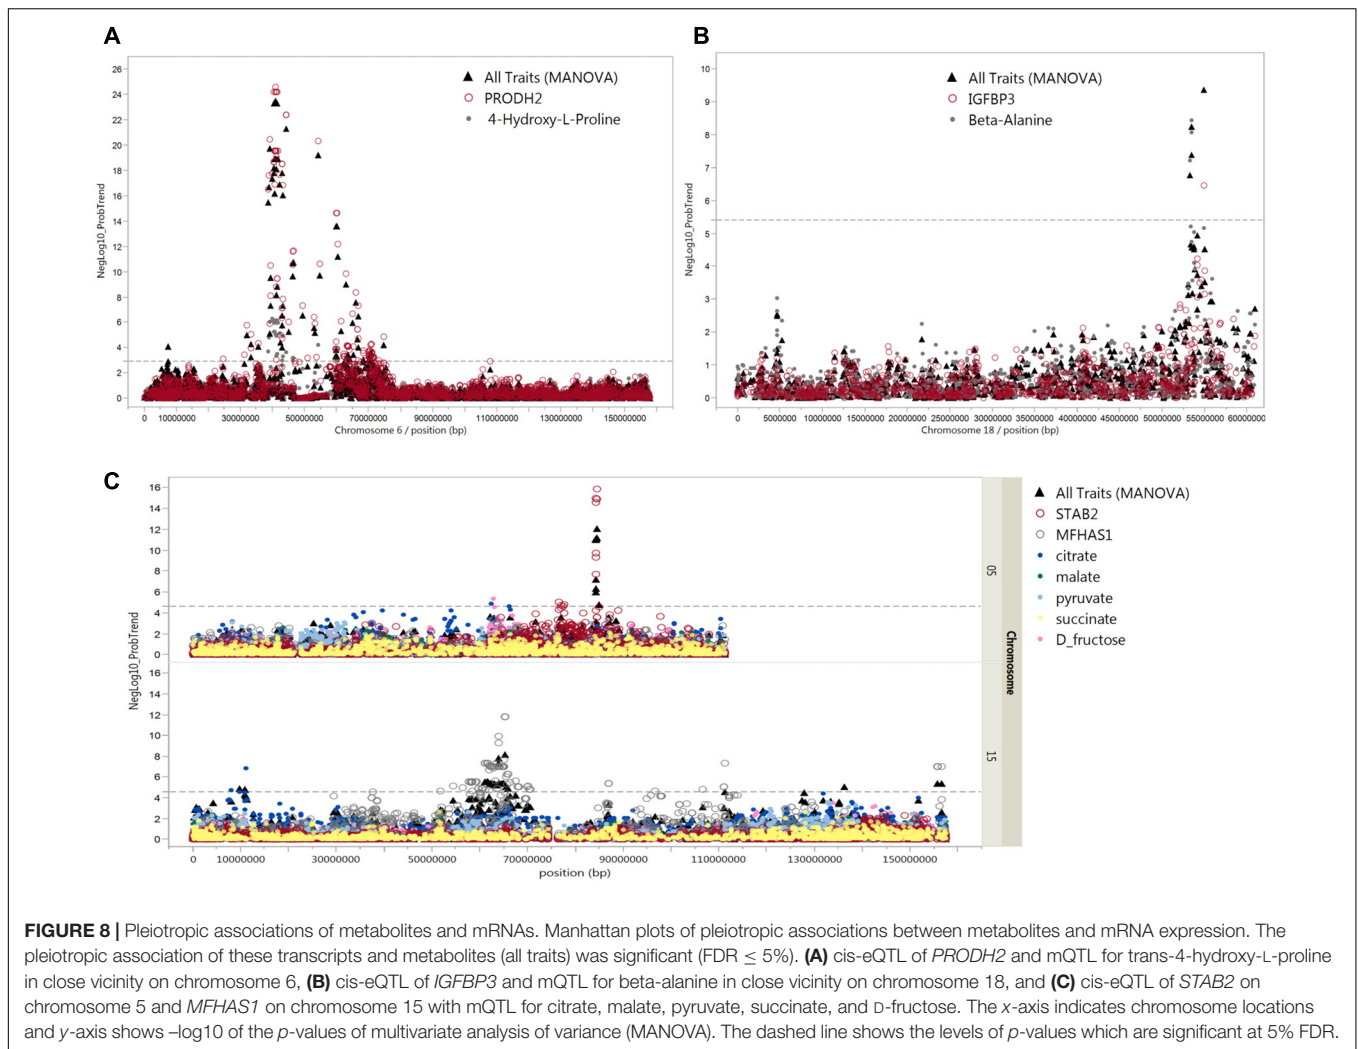 A
B
26
24
22
20
18
16
14
12
10
8
6
4
2
0
NegLog10_ProbTrend
All Traits (MANOVA)
PRODH2
4-Hydroxy-L-Proline
0 10000000 30000000 50000000 70000000 90000000 110000000 130000000 150000000
Chromosome 6 / position (bp)
10
9
8
7
6
5
4
3
2
1
0
NegLog10_ProbTrend
All Traits (MANOVA)
IGFBP3
Beta-Alanine
0 5000000 10000000 15000000 20000000 25000000 30000000 35000000 40000000 45000000 50000000 55000000 60000000
Chromosome 18 / position (bp)
C
16
14
12
10
8
6
4
2
0
16
14
12
10
8
6
4
2
0
NegLog10_ProbTrend
05
15
Chromosome
All Traits (MANOVA)
STAB2
MFHAS1
citrate
malate
pyruvate
succinate
D_fructose
0 10000000 30000000 50000000 70000000 90000000 110000000 130000000 150000000
position (bp)
FIGURE 8 | Pleiotropic associations of metabolites and mRNAs. Manhattan plots of pleiotropic associations between metabolites and mRNA expression. The
pleiotropic association of these transcripts and metabolites (all traits) was significant (FDR ≤ 5%). (A) cis-eQTL of PRODH2 and mQTL for trans-4-hydroxy-L-proline
in close vicinity on chromosome 6, (B) cis-eQTL of IGFBP3 and mQTL for beta-alanine in close vicinity on chromosome 18, and (C) cis-eQTL of STAB2 on
chromosome 5 and MFHAS1 on chromosome 15 with mQTL for citrate, malate, pyruvate, succinate, and D-fructose. The x-axis indicates chromosome locations
and y-axis shows –log10 of the p-values of multivariate analysis of variance (MANOVA). The dashed line shows the levels of p-values which are significant at 5% FDR.